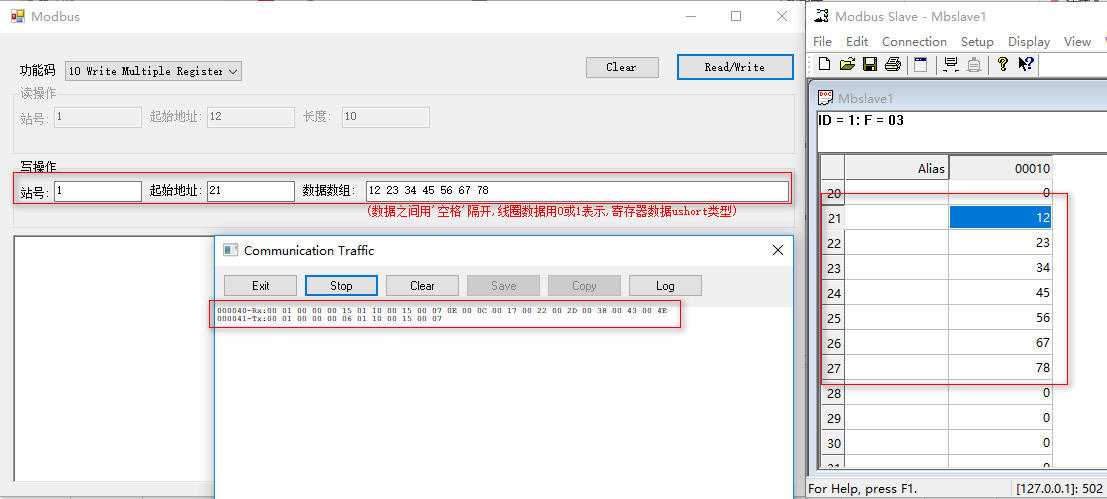 Modbus
功能码 10 Write Multiple Register Clear Read/Write
读操作
站号: 1 起始地址: 12 长度: 10
写操作
站号: 1 起始地址: 21 数据数组: 12 23 34 45 56 67 78
(数据之间用'空格'隔开,线圈数据用0或1表示,寄存器数据ushort类型)
Communication Traffic
Exit Stop Clear Save Copy Log
000040-Rx:00 01 00 00 00 15 01 10 00 15 00 07 0E 00 0C 00 17 00 22 00 2D 00 38 00 43 00 4E
000041-Tx:00 01 00 00 00 06 01 10 00 15 00 07
Modbus Slave - Mbslave1
File Edit Connection Setup Display View
Mbslave1
ID = 1: F = 03
Alias 00010
20 0
21 12
22 23
23 34
24 45
25 56
26 67
27 78
28 0
29 0
30 0
For Help, press F1. [127.0.0.1]: 502